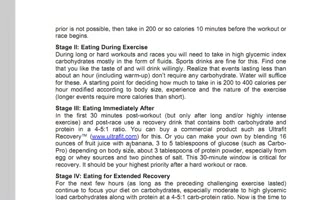 prior is not possible, then take in 200 or so calories 10 minutes before the workout or
race begins.
Stage II: Eating During Exercise
During long or hard workouts and races you will need to take in high glycemic index
carbohydrates mostly in the form of fluids. Sports drinks are fine for this. Find one
that you like the taste of and will drink willingly. Realize that events lasting less than
about an hour (including warm-up) don't require any carbohydrate. Water will suffice
for these. A starting point for deciding how much to take in is 200 to 400 calories per
hour modified according to body size, experience and the nature of the exercise
(longer events require more calories than short).
Stage III: Eating Immediately After
In the first 30 minutes post-workout (but only after long and/or highly intense
exercise) and post-race use a recovery drink that contains both carbohydrate and
protein in a 4-5:1 ratio. You can buy a commercial product such as Ultrafit
Recovery™ (www.ultrafit.com) for this. Or you can make your own by blending 16
ounces of fruit juice with a banana, 3 to 5 tablespoons of glucose (such as Carbo-
Pro) depending on body size, about 3 tablespoons of protein powder, especially from
egg or whey sources and two pinches of salt. This 30-minute window is critical for
recovery. It should be your highest priority after a hard workout or race.
Stage IV: Eating for Extended Recovery
For the next few hours (as long as the preceding challenging exercise lasted)
continue to focus your diet on carbohydrates, especially moderate to high glycemic
load carbohydrates along with protein at a 4-5:1 carb-protein ratio. Now is the time to